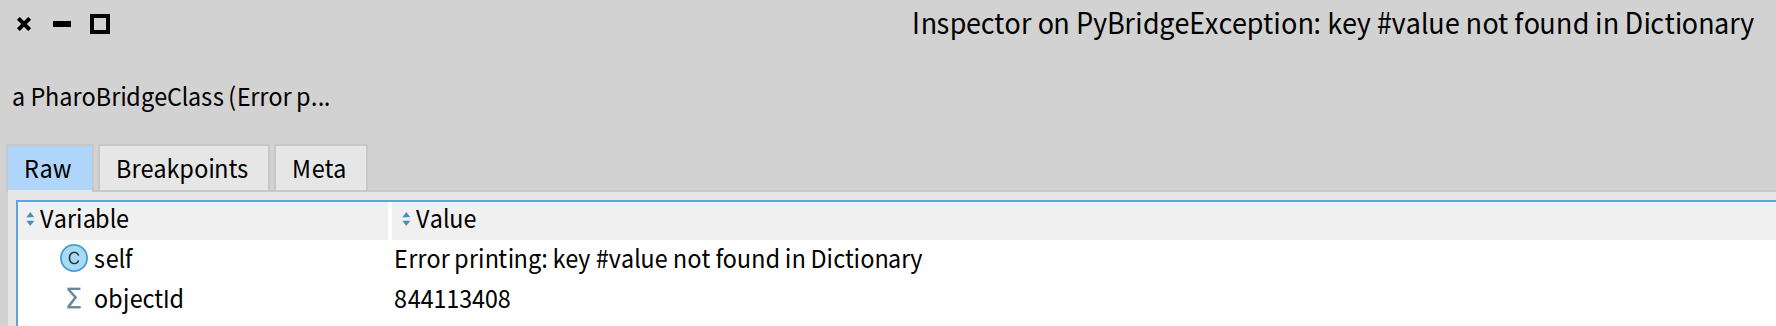 Inspector on PyBridgeException: key #value not found in Dictionary
a PharoBridgeClass (Error p...
Raw Breakpoints Meta
Variable Value
C self Error printing: key #value not found in Dictionary
Σ objectId 844113408